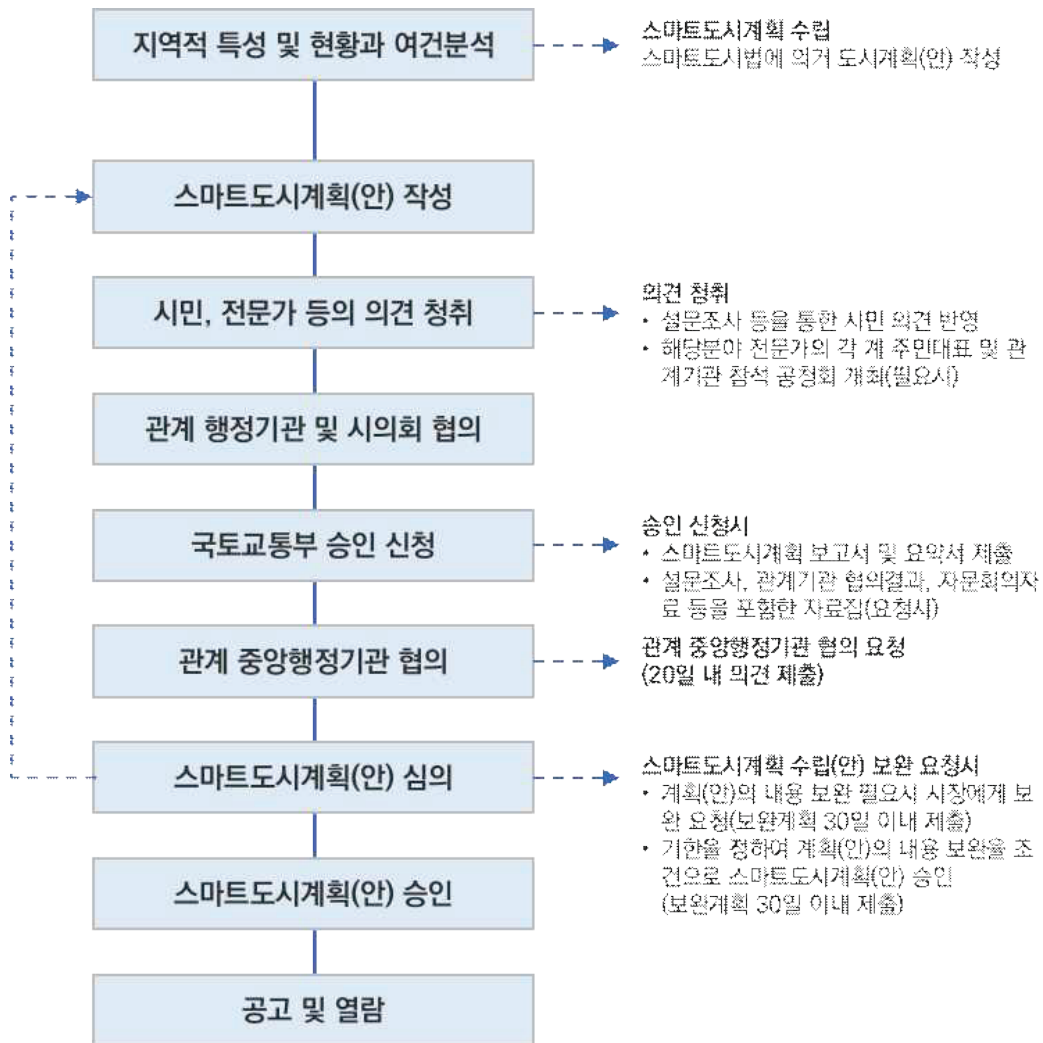 지역적 특성 및 현황과 여건분석
스마트도시계획 수립
스마트도시법에 의거 도시계획(안) 작성
스마트도시계획(안) 작성
시민, 전문가 등의 의견 청취
의견 청취
• 설문조사 등을 통한 시민 의견 반영
• 해당분야 전문가의 각 계 주민대표 및 관
계기관 참석 공청회 개최(필요시)
관계 행정기관 및 시의회 협의
국토교통부 승인 신청
승인 신청시
• 스마트도시계획 보고서 및 요약서 제출
• 설문조사, 관계기관 협의결과, 자문회의자
료 등을 포함한 자료집(요청시)
관계 중앙행정기관 협의
관계 중앙행정기관 협의 요청
(20일 내 의견 제출)
스마트도시계획(안) 심의
스마트도시계획 수립(안) 보완 요청시
• 계획(안)의 내용 보완 필요시 시장에게 보
완 요청(보완계획 30일 이내 제출)
• 기한을 정하여 계획(안)의 내용 보완을 조
건으로 스마트도시계획(안) 승인
(보완계획 30일 이내 제출)
스마트도시계획(안) 승인
공고 및 열람